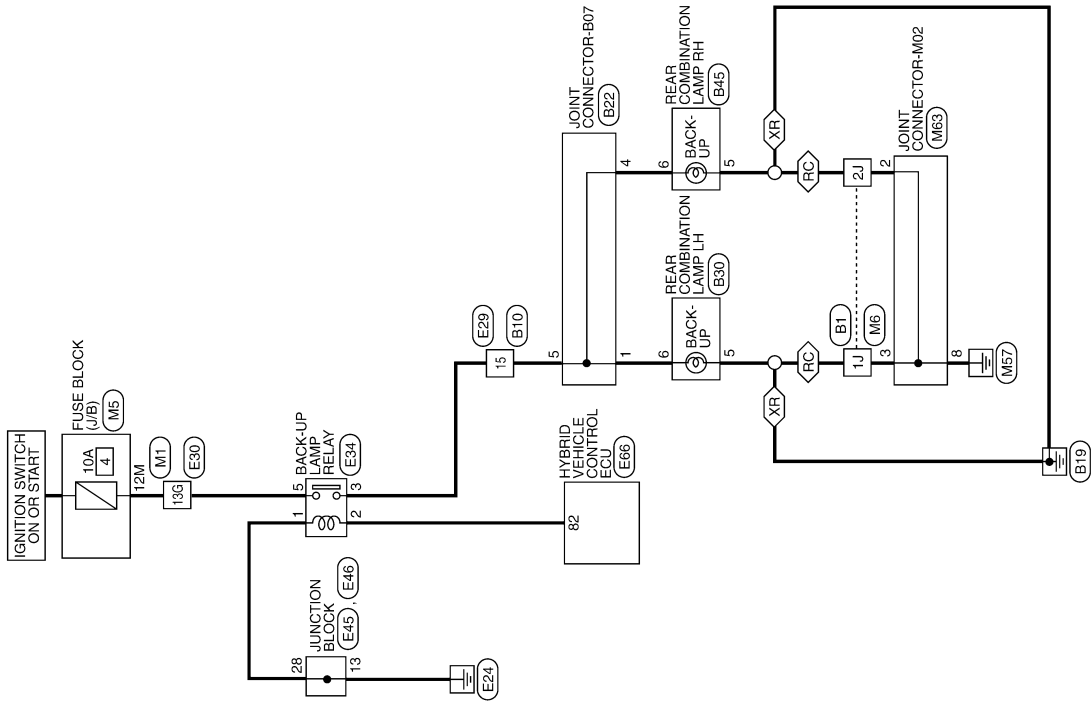 IGNITION SWITCH
ON OR START
FUSE BLOCK
(J/B)
M5
10A
4
12M
M1
13G
E30
BACK-UP
LAMP
RELAY
E34
5
3
1
2
JUNCTION
BLOCK
E45 , E46
28
13
E24
HYBRID
VEHICLE
CONTROL
ECU
E66
82
E29
15
B10
JOINT
CONNECTOR-B07
B22
5
1
4
REAR
COMBINATION
LAMP LH
B30
6
BACK-
UP
5
REAR
COMBINATION
LAMP RH
B45
6
BACK-
UP
5
XR
RC
XR
RC
B1
1J
M6
2J
JOINT
CONNECTOR-M02
M63
3
2
8
M57
B19